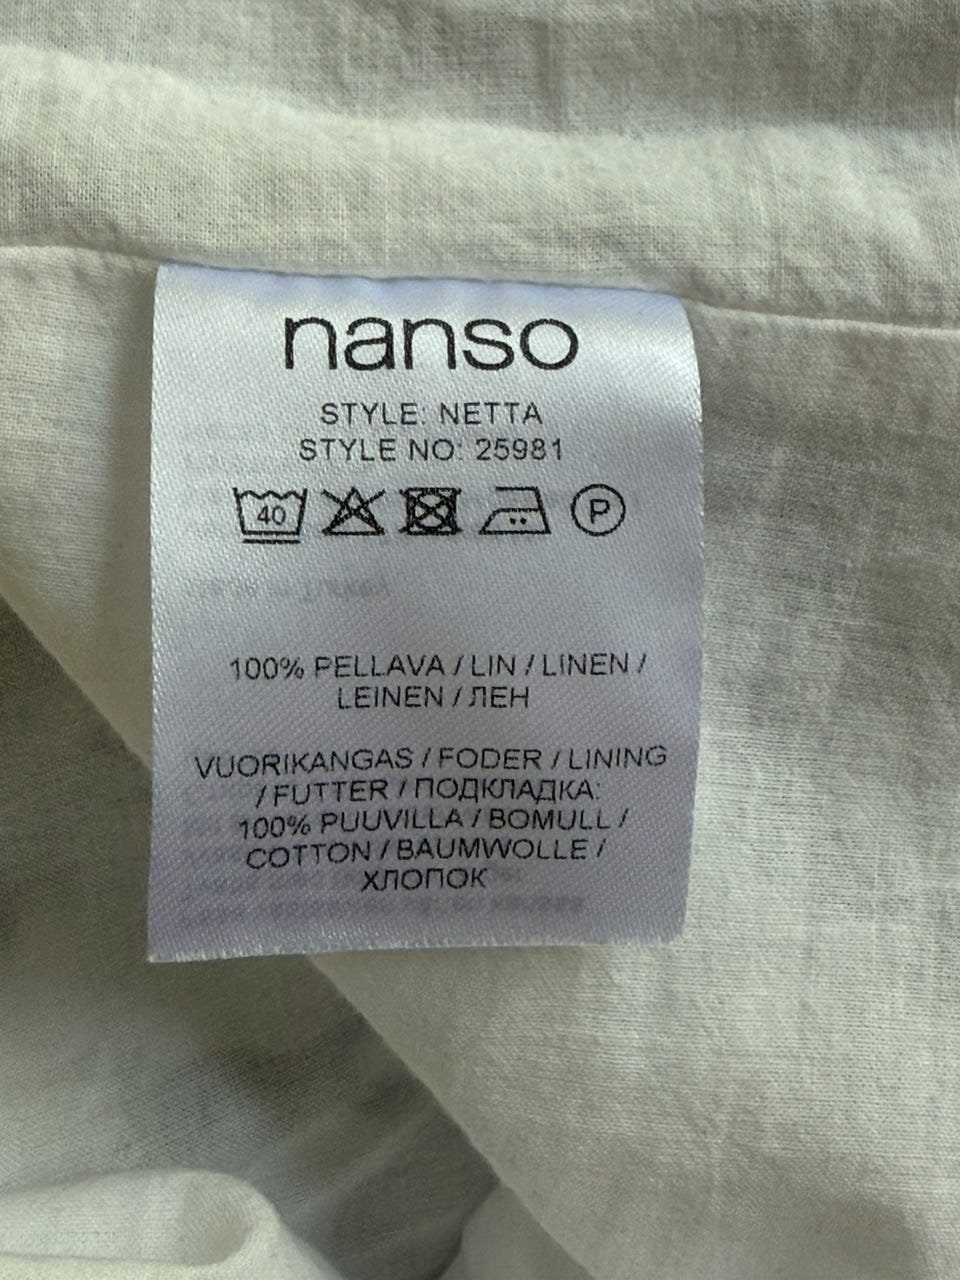 nanso
STYLE: NETTA
STYLE NO: 25981
40 P
100% PELLAVA / LIN / LINEN /
LEINEN / ЛЕН
VUORIKANGAS / FODER / LINING
/ FUTTER / ПОДКЛАДКА:
100% PUUVILLA / BOMULL /
COTTON / BAUMWOLLE /
ХЛОПОК